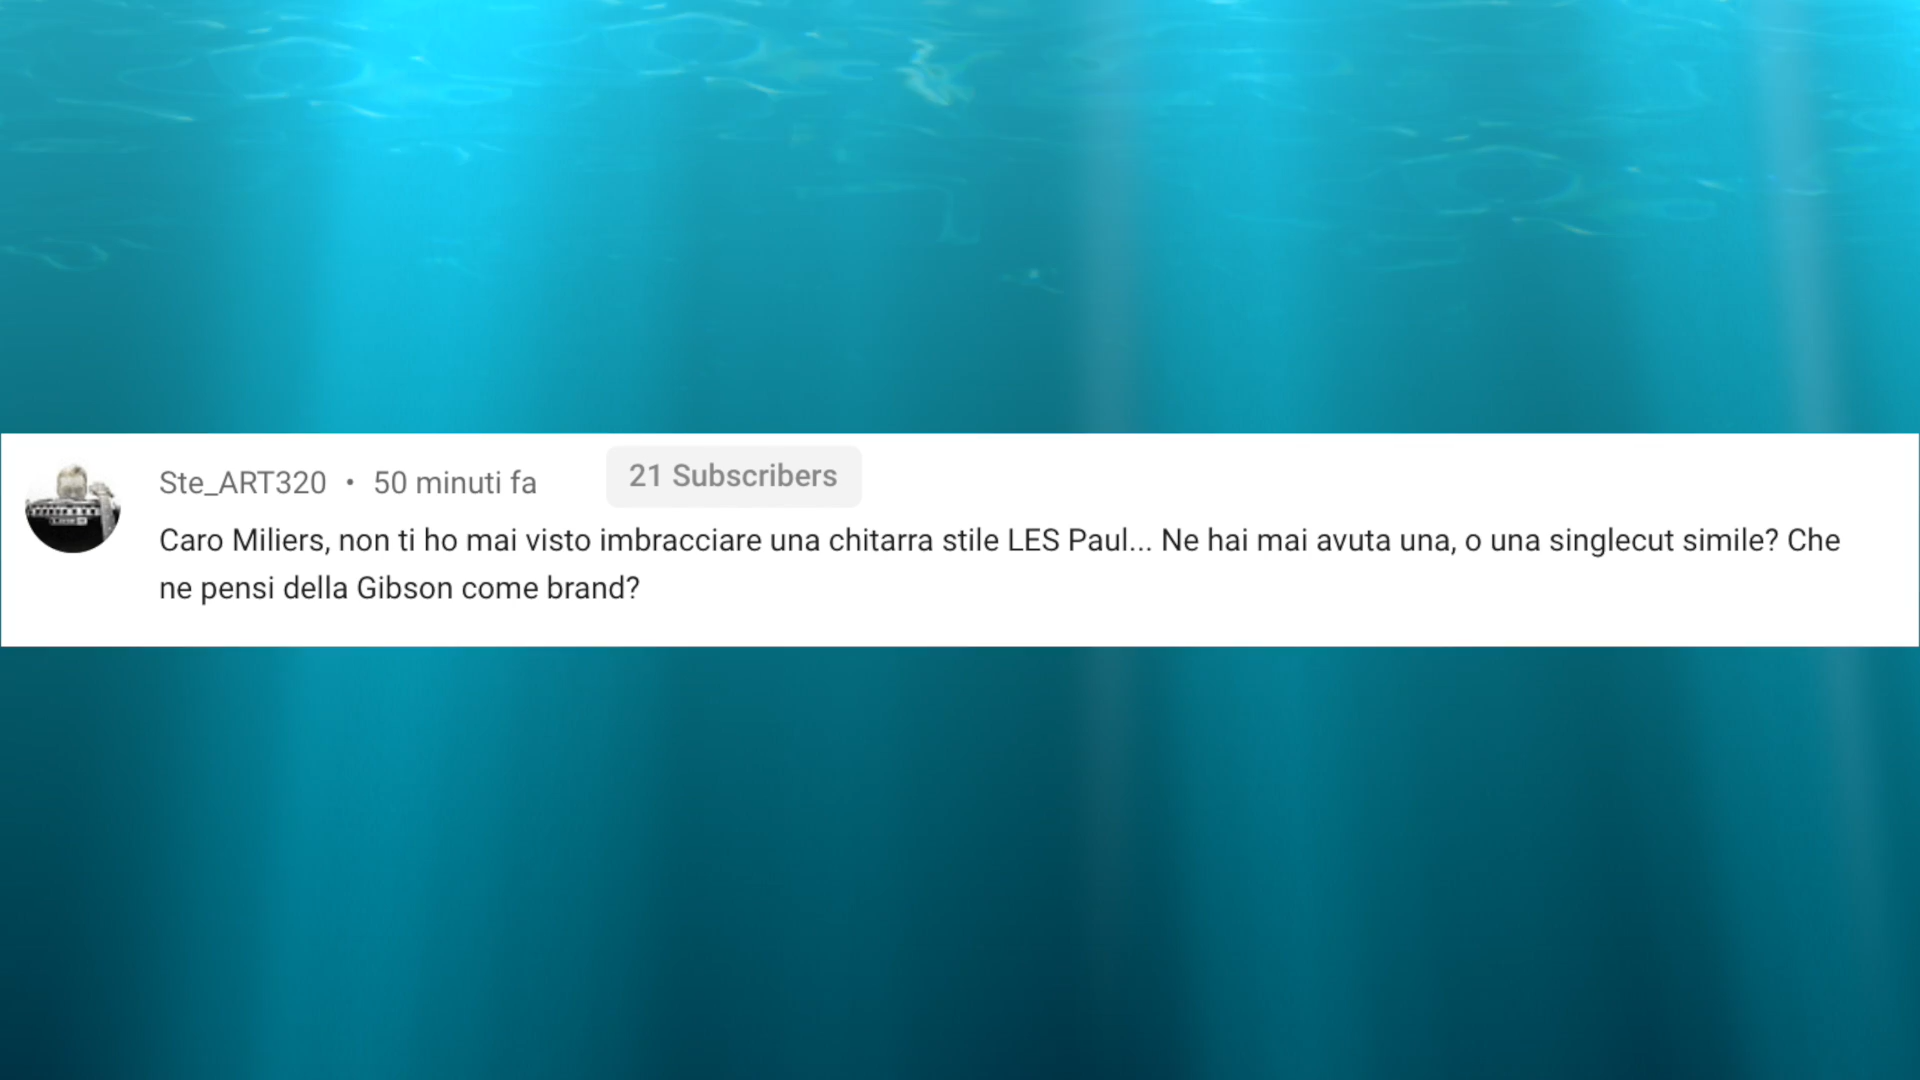 Ste_ART320 • 50 minuti fa 21 Subscribers
Caro Miliers, non ti ho mai visto imbracciare una chitarra stile LES Paul... Ne hai mai avuta una, o una singlecut simile? Che
ne pensi della Gibson come brand?